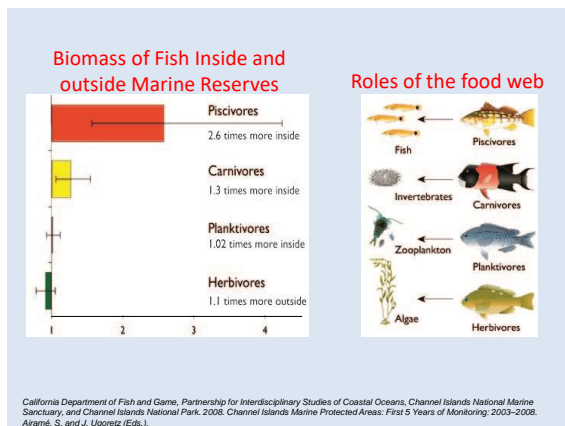 Biomass of Fish Inside and
outside Marine Reserves
Piscivores
2.6 times more inside
Carnivores
1.3 times more inside
Planktivores
1.02 times more inside
Herbivores
1.1 times more outside
1
2
3
4
Roles of the food web
Fish
Piscivores
Invertebrates
Carnivores
Zooplankton
Planktivores
Algae
Herbivores
California Department of Fish and Game, Partnership for Interdisciplinary Studies of Coastal Oceans, Channel Islands National Marine
Sanctuary, and Channel Islands National Park. 2008. Channel Islands Marine Protected Areas: First 5 Years of Monitoring: 2003–2008.
Airamé, S. and J. Ugoretz (Eds.).